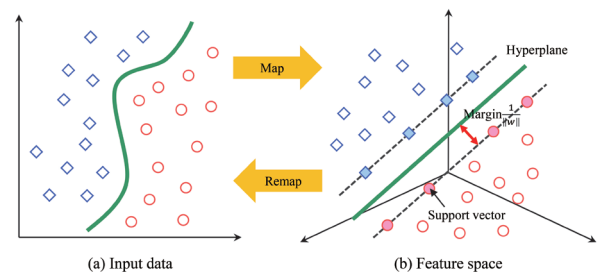 Map
Hyperplane
Margin 1/||w||
Remap
Support vector
(a) Input data
(b) Feature space